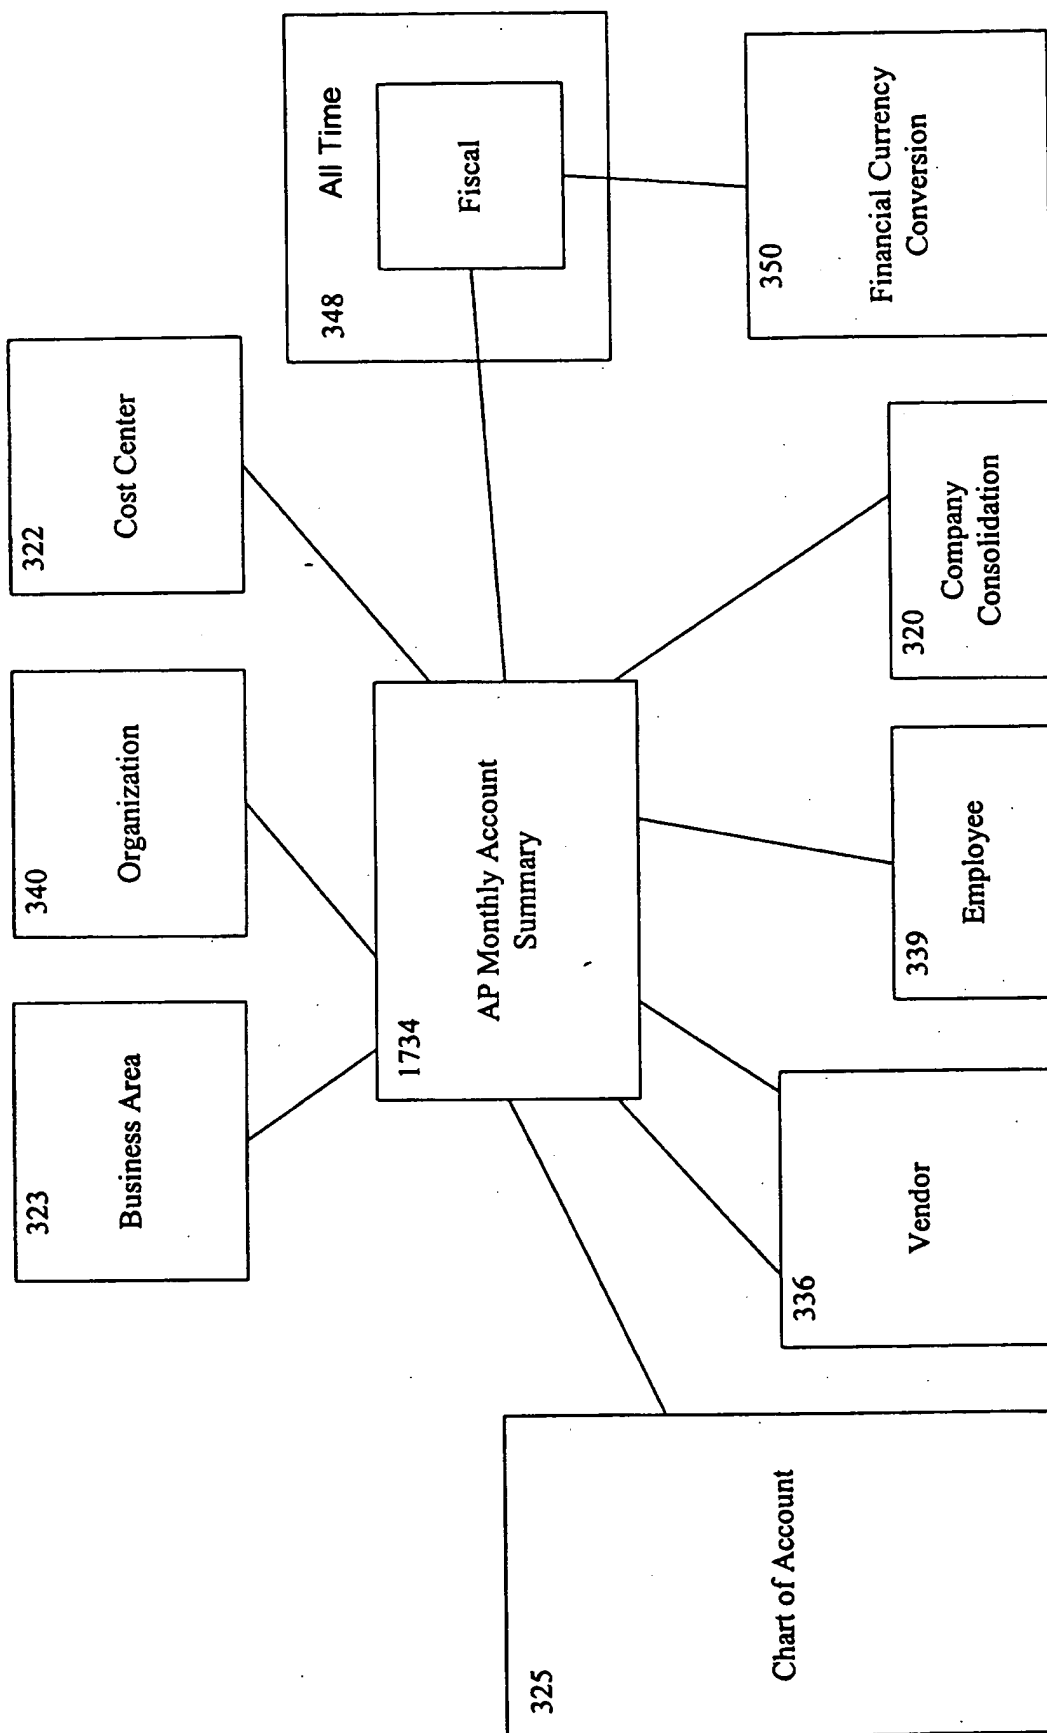 323
Business Area
340
Organization
322
Cost Center
348
All Time
Fiscal
1734
AP Monthly Account
Summary
325
Chart of Account
336
Vendor
339
Employee
320
Company
Consolidation
350
Financial Currency
Conversion